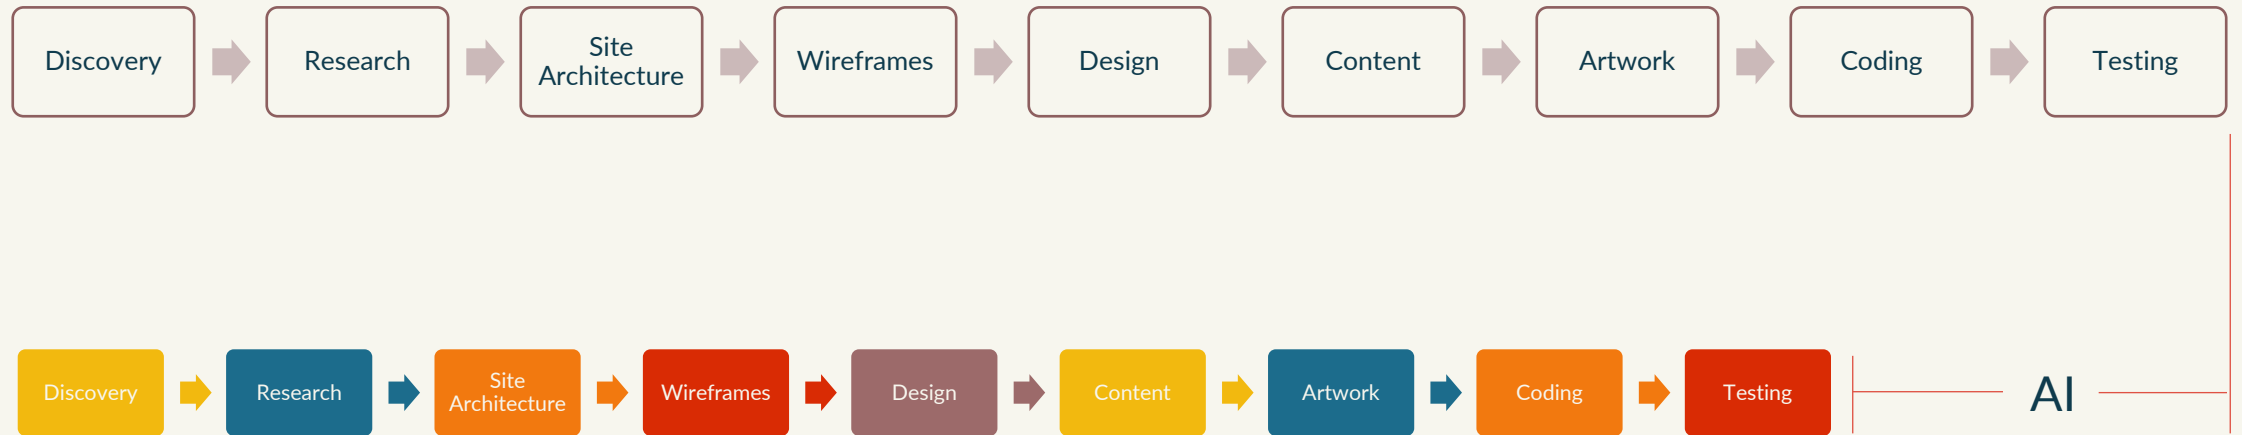 Discovery
Research
Site
Architecture
Wireframes
Design
Content
Artwork
Coding
Testing
Discovery
Research
Site
Architecture
Wireframes
Design
Content
Artwork
Coding
Testing
AI